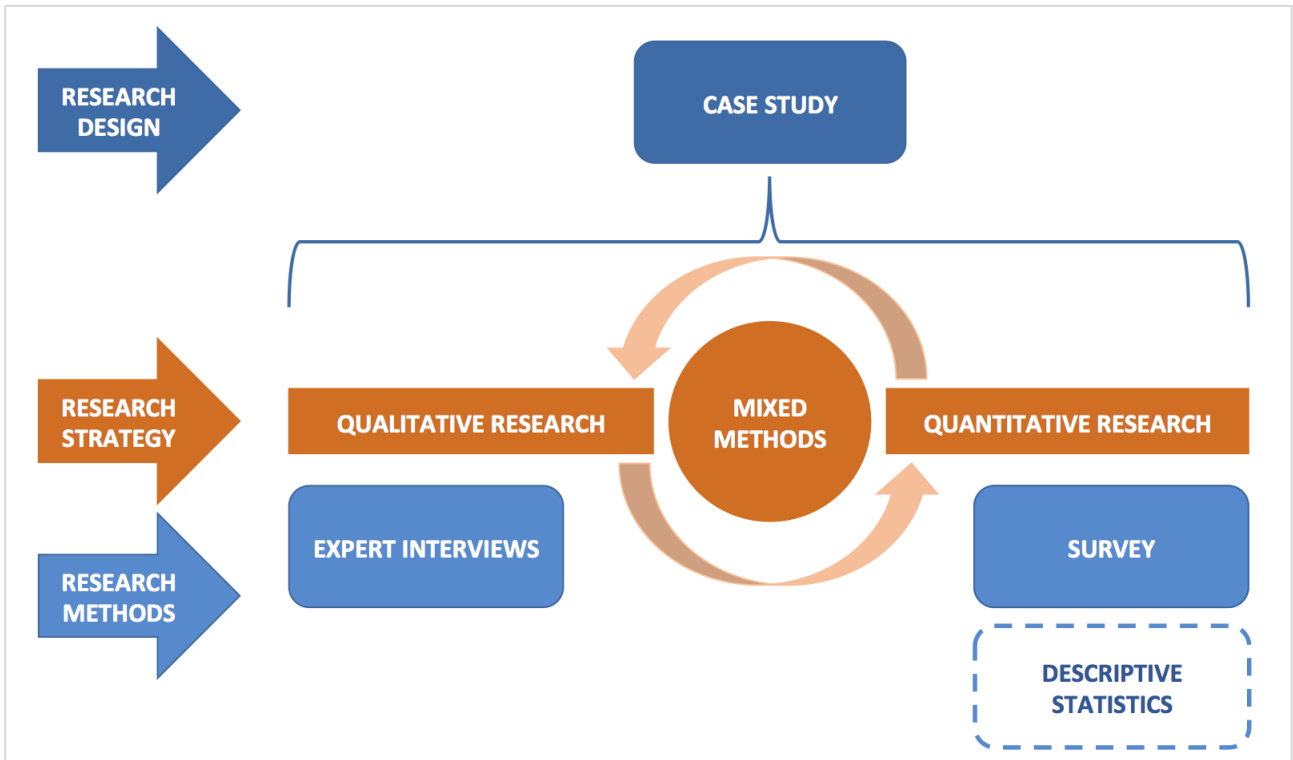 RESEARCH
DESIGN
CASE STUDY
RESEARCH
STRATEGY
QUALITATIVE RESEARCH
MIXED
METHODS
QUANTITATIVE RESEARCH
RESEARCH
METHODS
EXPERT INTERVIEWS
SURVEY
DESCRIPTIVE
STATISTICS